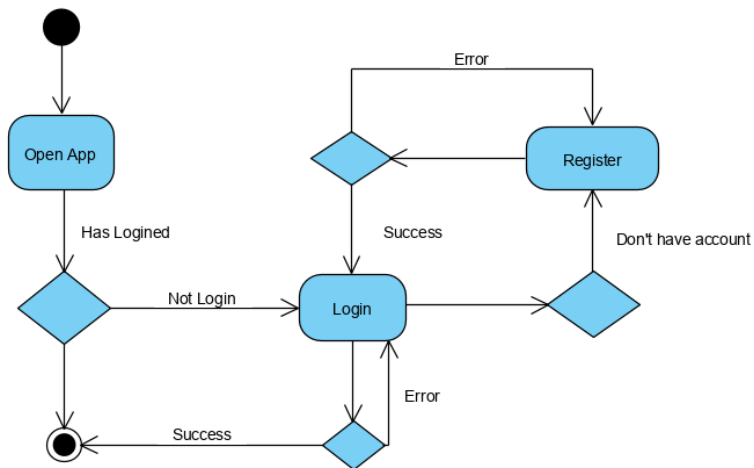 Error
Open App
Register
Has Logined
Success
Don't have account
Not Login
Login
Error
Success